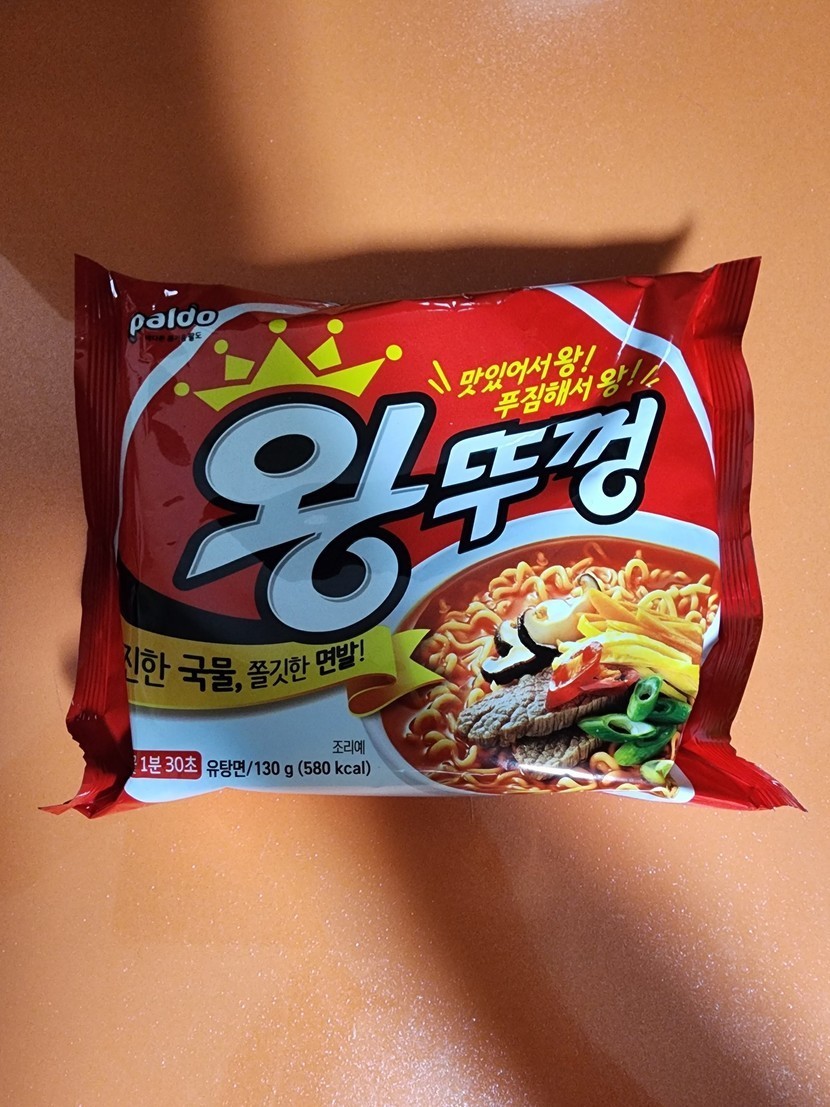 paldo
맛있어서 왕!
푸짐해서 왕!
왕뚜껑
진한 국물, 쫄깃한 면발!
조리예
1분 30초 유탕면/130 g (580 kcal)